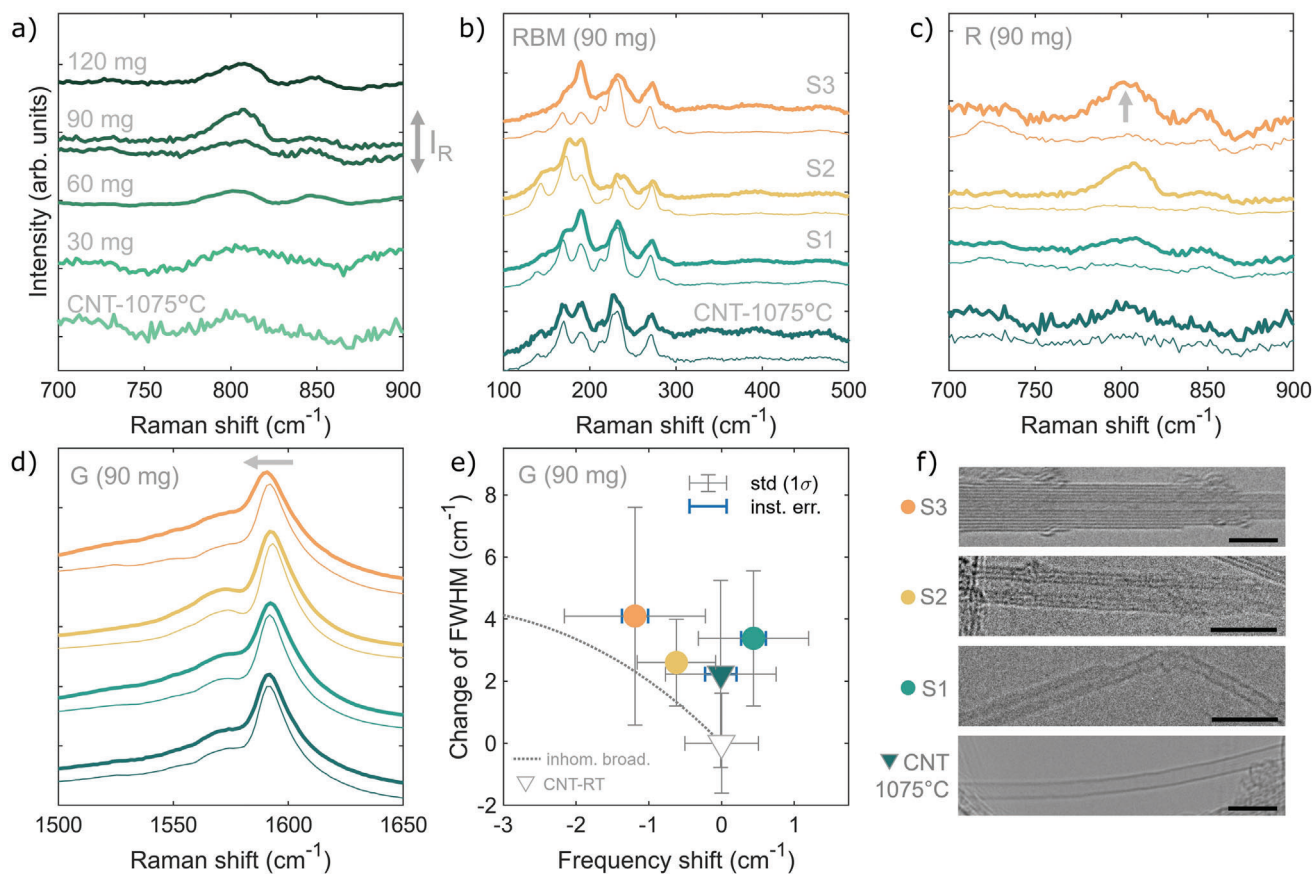 a)
120 mg
90 mg
I_R
60 mg
30 mg
CNT-1075ºC
Intensity (arb. units)
700 750 800 850 900
Raman shift (cm⁻¹)
b)
RBM (90 mg)
S3
S2
S1
CNT-1075ºC
100 200 300 400 500
Raman shift (cm⁻¹)
c)
R (90 mg)
700 750 800 850 900
Raman shift (cm⁻¹)
d)
G (90 mg)
1500 1550 1600 1650
Raman shift (cm⁻¹)
e)
G (90 mg)
std (1σ)
inst. err.
inhom. broad.
CNT-RT
Change of FWHM (cm⁻¹)
8
6
4
2
0
-2
-3 -2 -1 0 1
Frequency shift (cm⁻¹)
f)
S3
S2
S1
CNT
1075°C